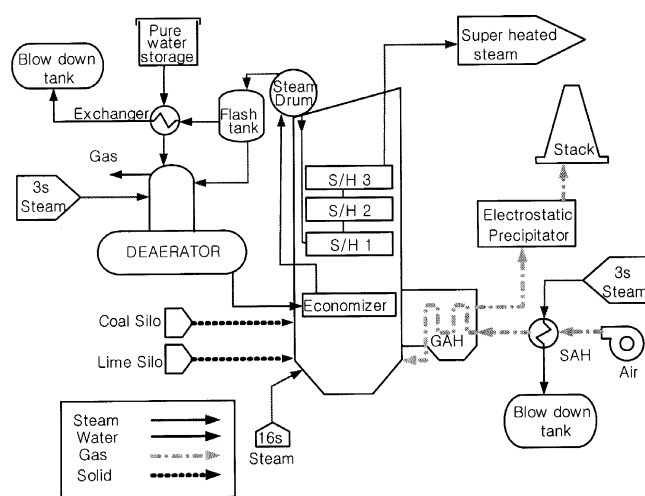 Pure
water
storage
Super heated
steam
Blow down
tank
Steam
Drum
Exchanger
Flash
tank
Stack
Gas
S/H 3
3s
Steam
S/H 2
Electrostatic
Precipitator
S/H 1
DEAERATOR
3s
Steam
Economizer
Coal Silo
GAH
SAH
Air
Lime Silo
Blow down
tank
Steam
Water
Gas
Solid
16s
Steam